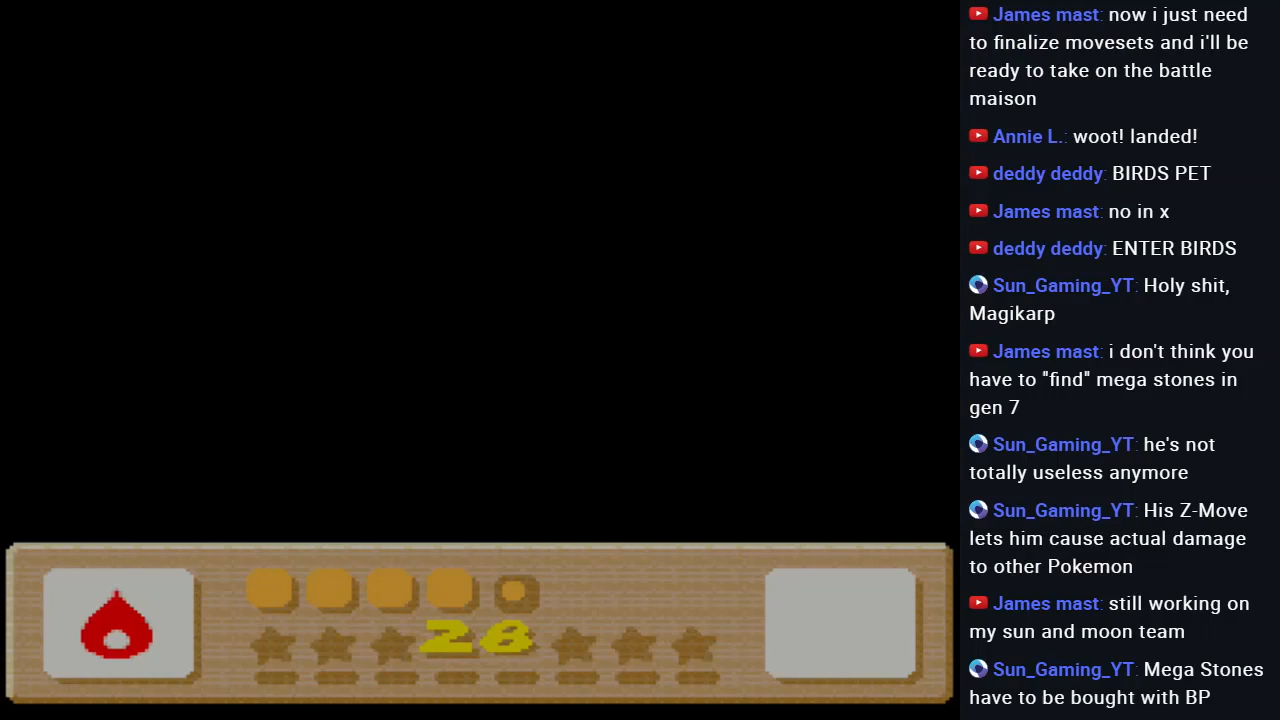 James mast: now i just need
to finalize movesets and i'll be
ready to take on the battle
maison
Annie L.: woot! landed!
deddy deddy: BIRDS PET
James mast: no in x
deddy deddy: ENTER BIRDS
Sun_Gaming_YT: Holy shit,
Magikarp
James mast: i don't think you
have to "find" mega stones in
gen 7
Sun_Gaming_YT: he's not
totally useless anymore
Sun_Gaming_YT: His Z-Move
lets him cause actual damage
to other Pokemon
James mast: still working on
my sun and moon team
Sun_Gaming_YT: Mega Stones
have to be bought with BP
28